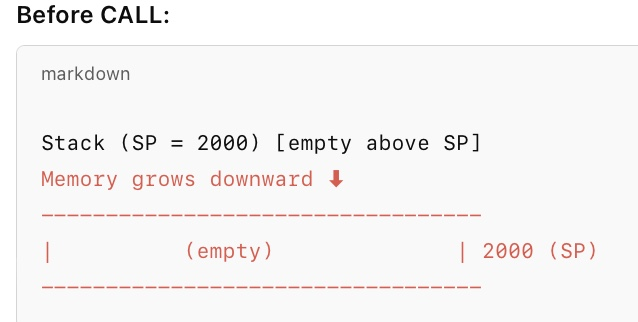 Before CALL:
markdown
Stack (SP = 2000) [empty above SP]
Memory grows downward ⬇
----------------------------------
|          (empty)              | 2000 (SP)
----------------------------------